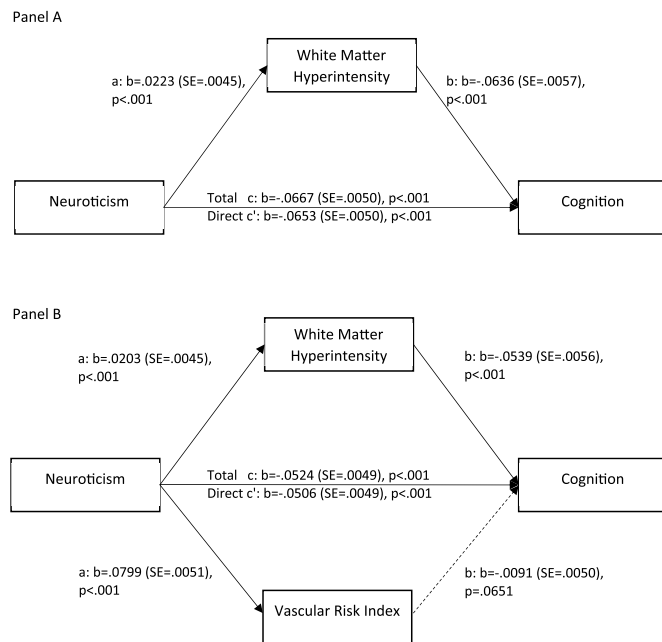 Panel A
White Matter
Hyperintensity
a: b=.0223 (SE=.0045),
p<.001
b: b=-.0636 (SE=.0057),
p<.001
Neuroticism
Total c: b=-.0667 (SE=.0050), p<.001
Direct c': b=-.0653 (SE=.0050), p<.001
Cognition
Panel B
White Matter
Hyperintensity
a: b=.0203 (SE=.0045),
p<.001
b: b=-.0539 (SE=.0056),
p<.001
Neuroticism
Total c: b=-.0524 (SE=.0049), p<.001
Direct c': b=-.0506 (SE=.0049), p<.001
Cognition
a: b=.0799 (SE=.0051),
p<.001
b: b=-.0091 (SE=.0050),
p=.0651
Vascular Risk Index